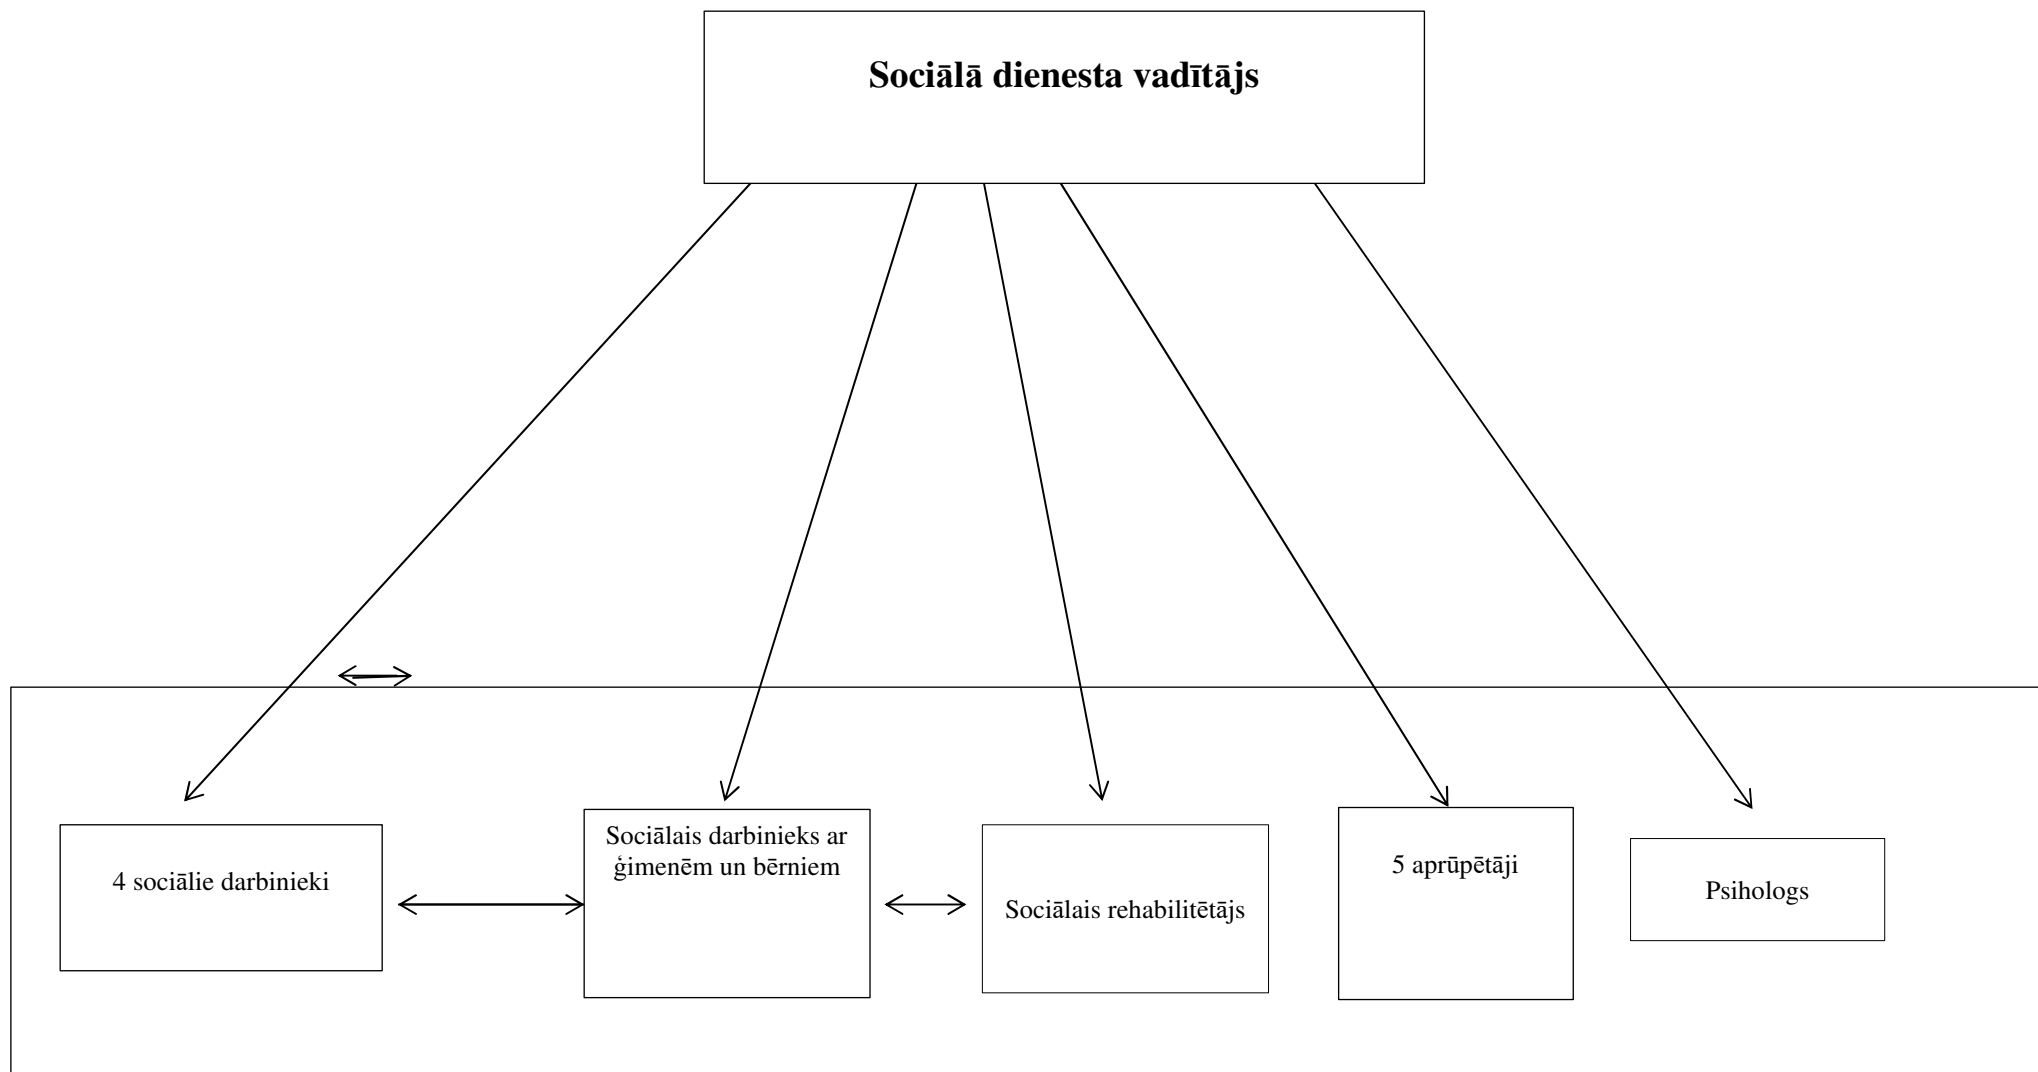 Sociālā dienesta vadītājs
4 sociālie darbinieki
Sociālais darbinieks ar
ģimenēm un bērniem
Sociālais rehabilitētājs
5 aprūpētāji
Psihologs